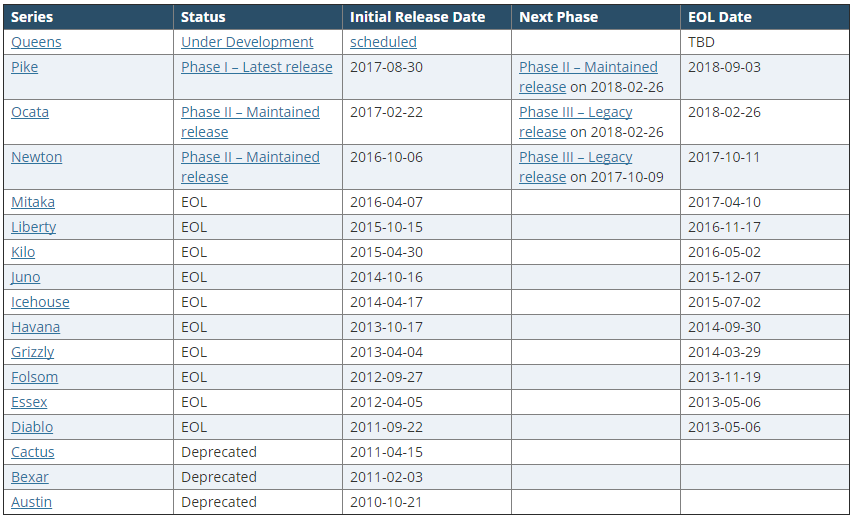 Series Status Initial Release Date Next Phase EOL Date
Queens Under Development scheduled TBD
Pike Phase I – Latest release 2017-08-30 Phase II – Maintained release on 2018-02-26 2018-09-03
Ocata Phase II – Maintained release 2017-02-22 Phase III – Legacy release on 2018-02-26 2018-02-26
Newton Phase II – Maintained release 2016-10-06 Phase III – Legacy release on 2017-10-09 2017-10-11
Mitaka EOL 2016-04-07 2017-04-10
Liberty EOL 2015-10-15 2016-11-17
Kilo EOL 2015-04-30 2016-05-02
Juno EOL 2014-10-16 2015-12-07
Icehouse EOL 2014-04-17 2015-07-02
Havana EOL 2013-10-17 2014-09-30
Grizzly EOL 2013-04-04 2014-03-29
Folsom EOL 2012-09-27 2013-11-19
Essex EOL 2012-04-05 2013-05-06
Diablo EOL 2011-09-22 2013-05-06
Cactus Deprecated 2011-04-15
Bexar Deprecated 2011-02-03
Austin Deprecated 2010-10-21